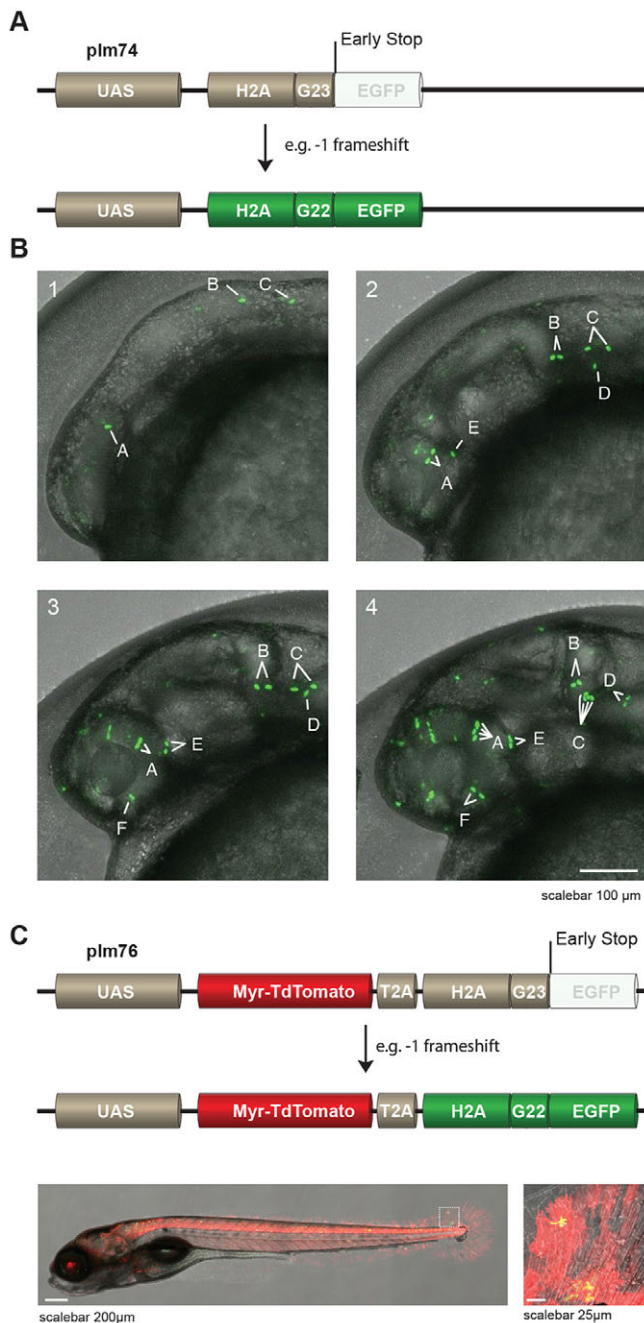 A
plm74
Early Stop
UAS H2A G23 EGFP
e.g. -1 frameshift
UAS H2A G22 EGFP
B
1 B C A
2 B C D E A
3 B C D A E F
4 B D C A E F
scalebar 100 µm
C
plm76
Early Stop
UAS Myr-TdTomato T2A H2A G23 EGFP
e.g. -1 frameshift
UAS Myr-TdTomato T2A H2A G22 EGFP
scalebar 200µm
scalebar 25µm